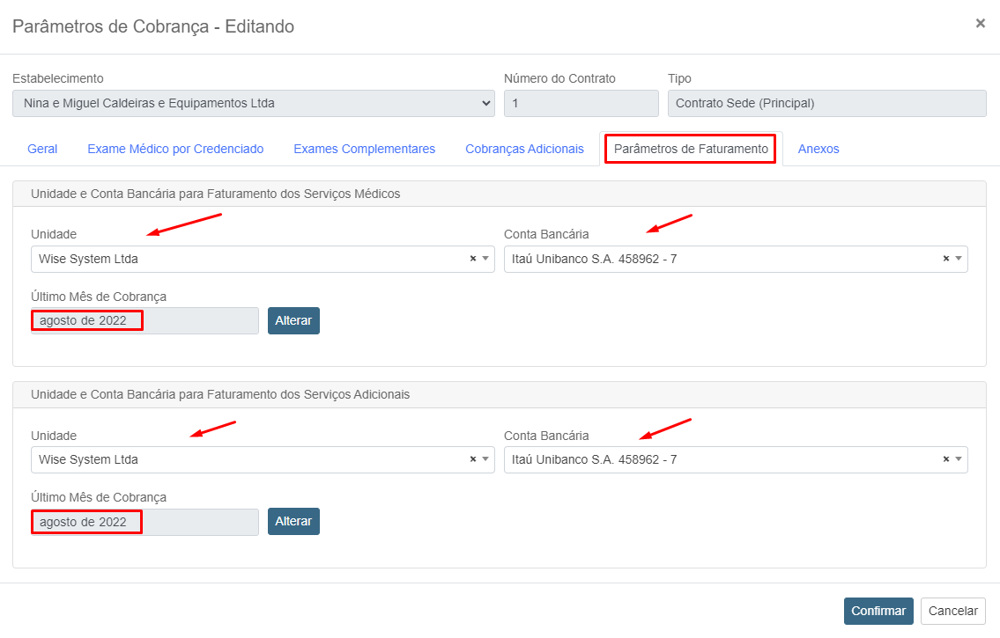 Parâmetros de Cobrança - Editando
×
Estabelecimento
Número do Contrato
Tipo
Nina e Miguel Caldeiras e Equipamentos Ltda
1
Contrato Sede (Principal)
Geral
Exame Médico por Credenciado
Exames Complementares
Cobranças Adicionais
Parâmetros de Faturamento
Anexos
Unidade e Conta Bancária para Faturamento dos Serviços Médicos
Unidade
Conta Bancária
Wise System Ltda ×
Itaú Unibanco S.A. 458962 - 7 ×
Último Mês de Cobrança
agosto de 2022
Alterar
Unidade e Conta Bancária para Faturamento dos Serviços Adicionais
Unidade
Conta Bancária
Wise System Ltda ×
Itaú Unibanco S.A. 458962 - 7 ×
Último Mês de Cobrança
agosto de 2022
Alterar
Confirmar
Cancelar